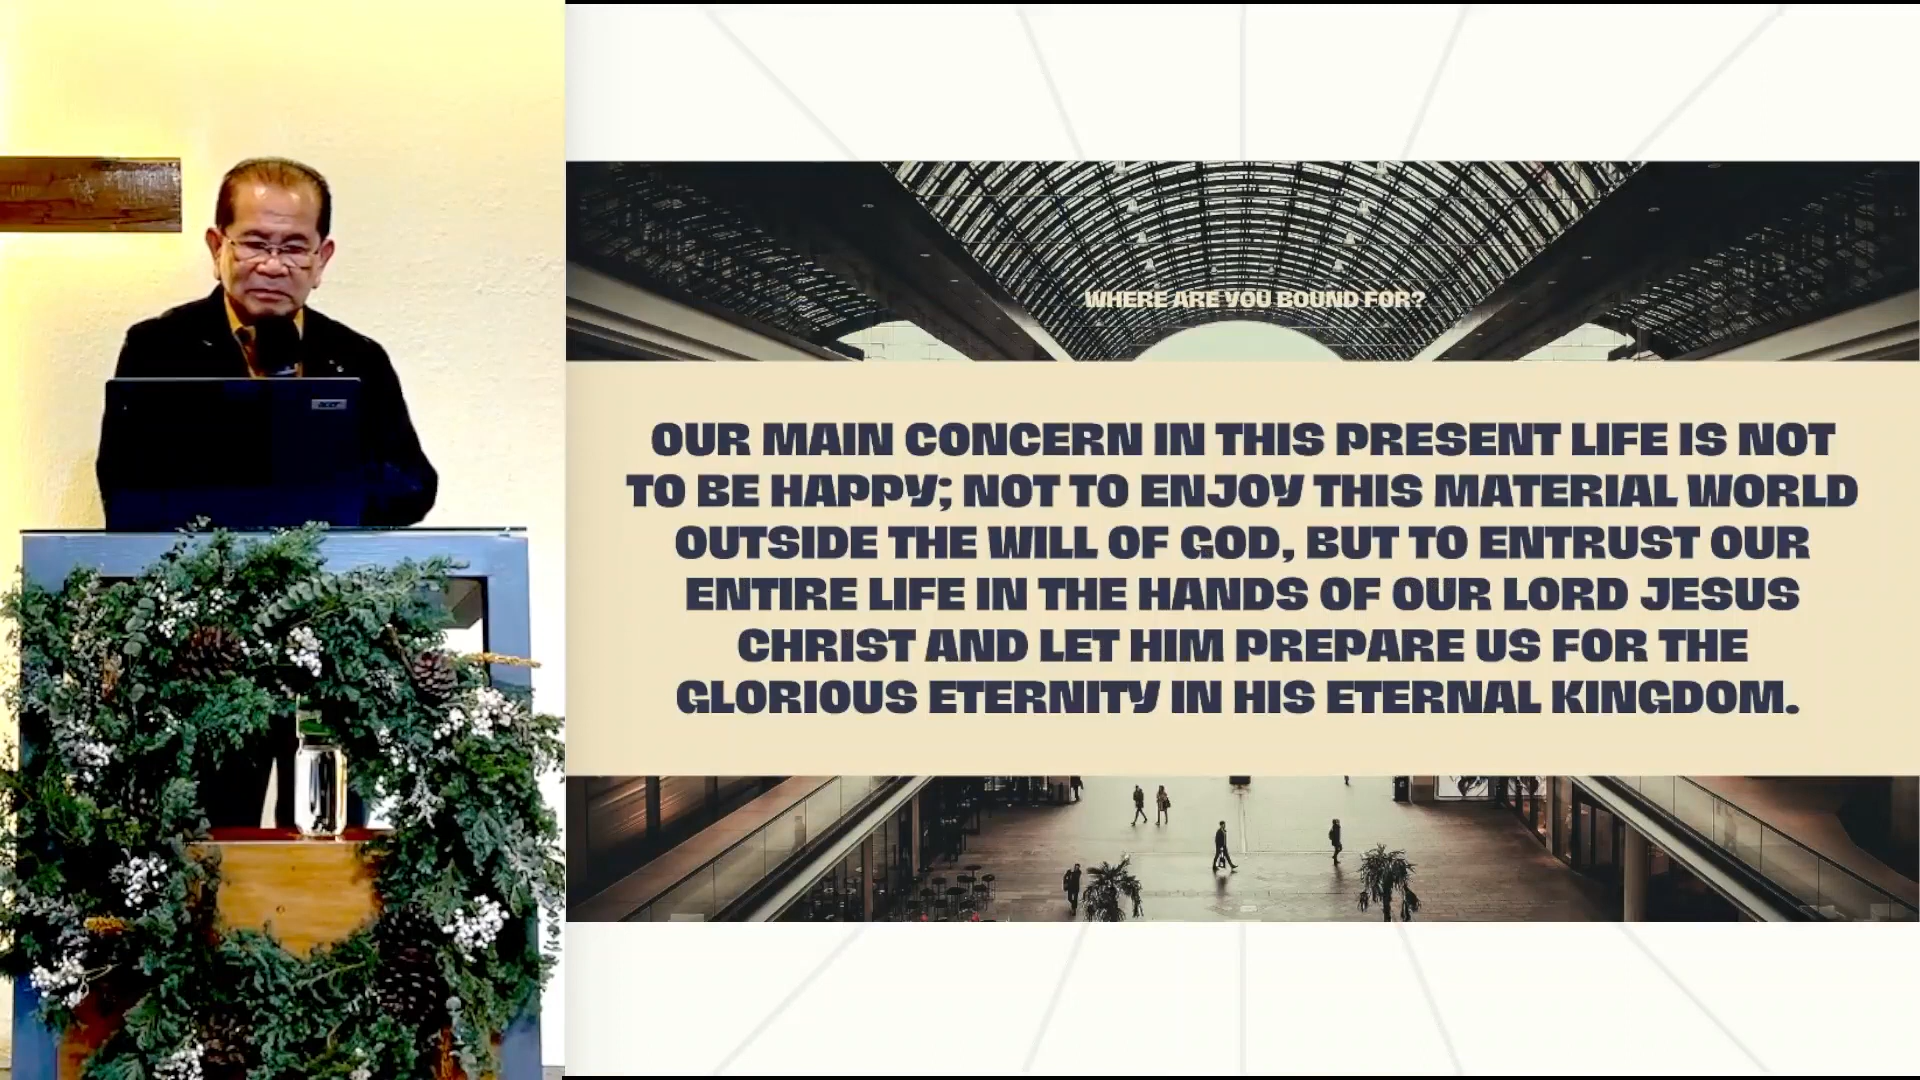 WHERE ARE YOU BOUND FOR?
OUR MAIN CONCERN IN THIS PRESENT LIFE IS NOT
TO BE HAPPY; NOT TO ENJOY THIS MATERIAL WORLD
OUTSIDE THE WILL OF GOD, BUT TO ENTRUST OUR
ENTIRE LIFE IN THE HANDS OF OUR LORD JESUS
CHRIST AND LET HIM PREPARE US FOR THE
GLORIOUS ETERNITY IN HIS ETERNAL KINGDOM.